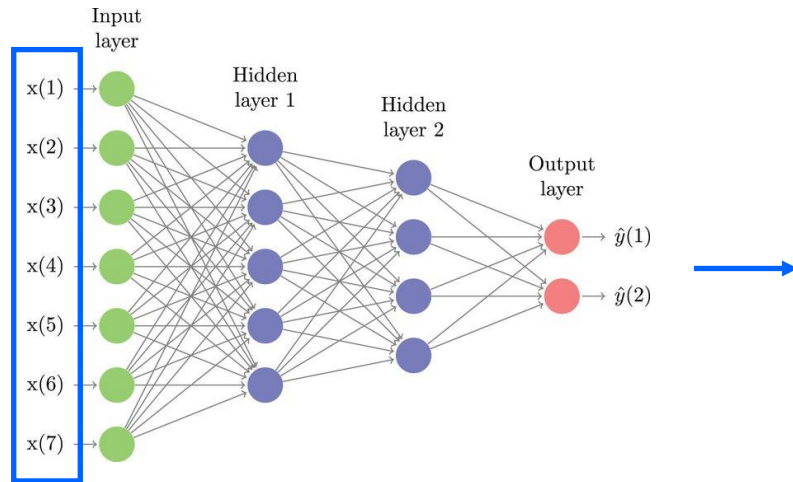 Input
layer
x(1)
x(2)
x(3)
x(4)
x(5)
x(6)
x(7)
Hidden
layer 1
Hidden
layer 2
Output
layer
ŷ(1)
ŷ(2)